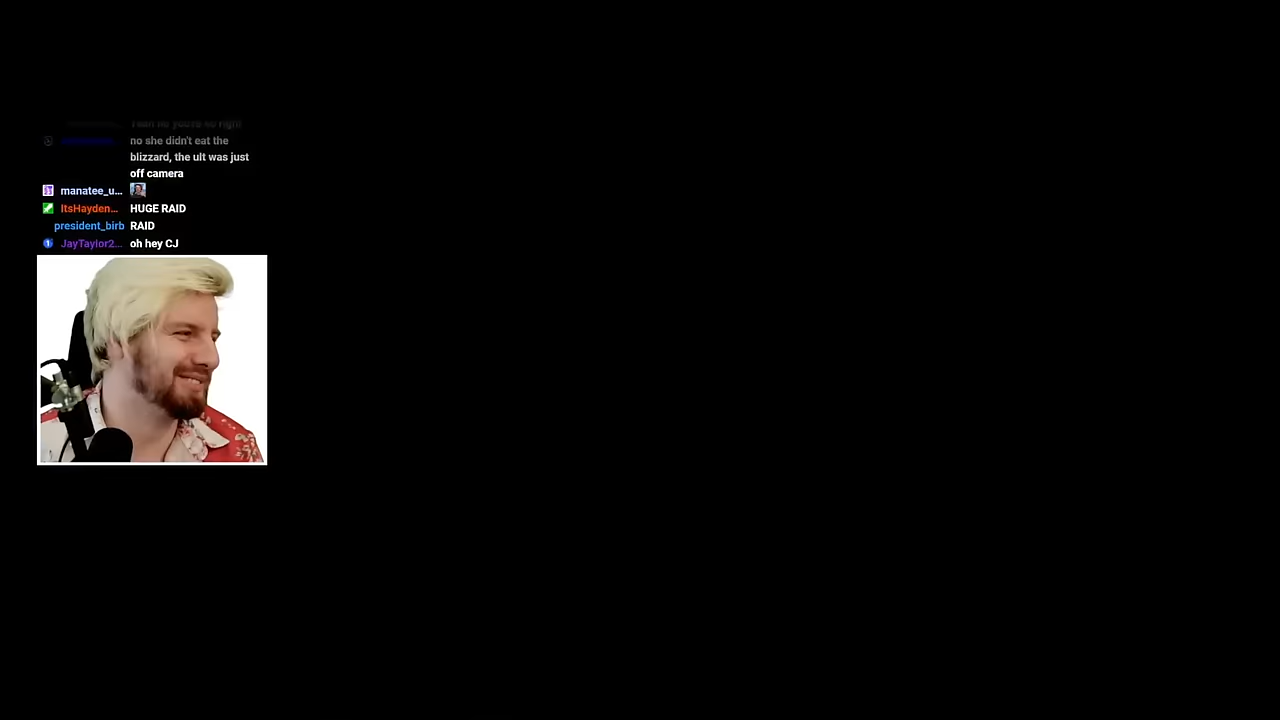 no she didn't eat the
blizzard, the ult was just
off camera
manatee_u...
ItsHayden... HUGE RAID
president_birb RAID
1 JayTaylor2... oh hey CJ